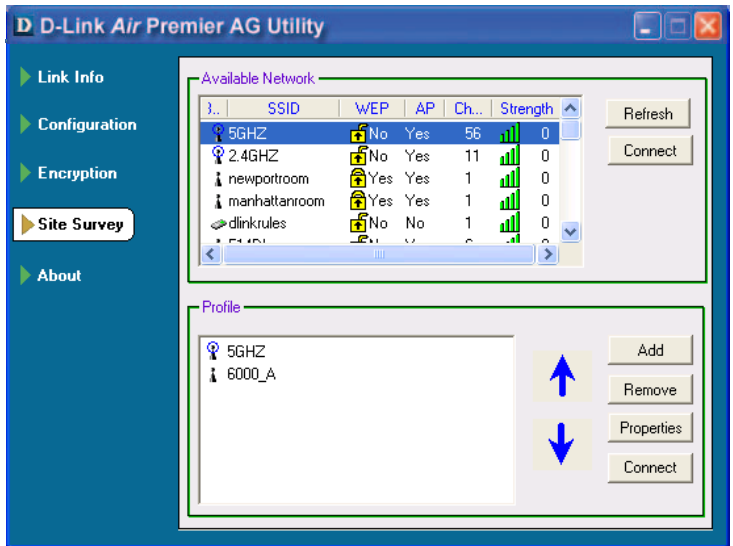 D D-Link Air Premier AG Utility
Link Info
Configuration
Encryption
Site Survey
About
Available Network
SSID WEP AP Ch... Strength
5GHZ No Yes 56 0
2.4GHZ No Yes 11 0
newportroom Yes Yes 1 0
manhattanroom Yes Yes 1 0
dlinkrules No No 1 0
Refresh
Connect
Profile
5GHZ
6000_A
Add
Remove
Properties
Connect